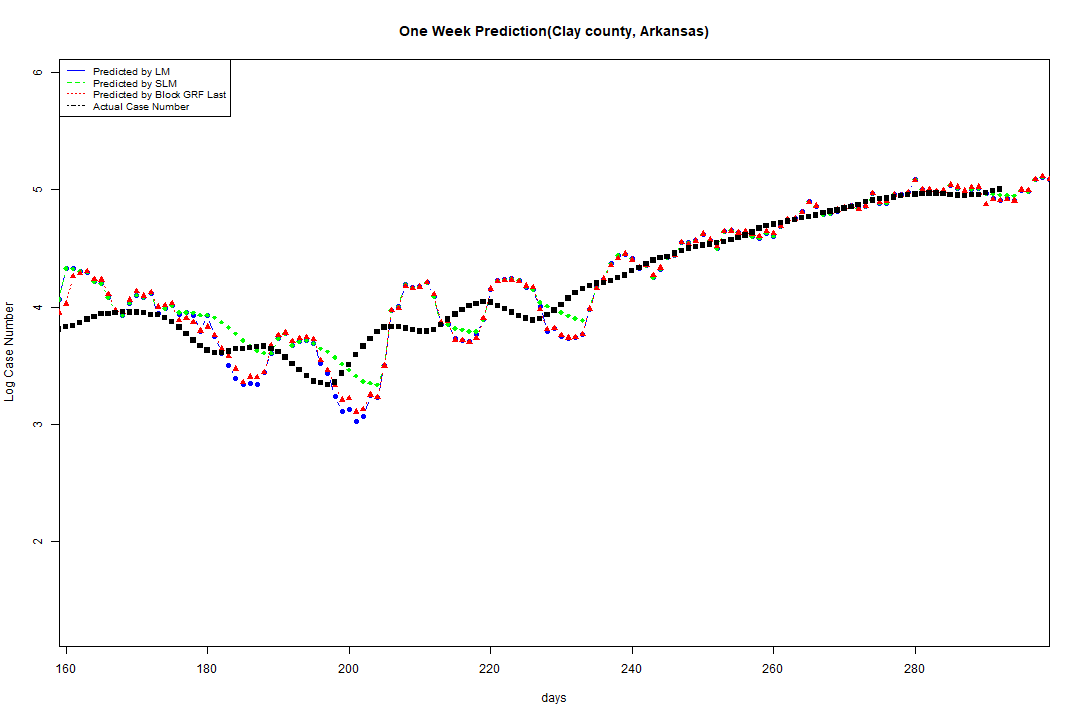 One Week Prediction(Clay county, Arkansas)
Predicted by LM
Predicted by SLM
Predicted by Block GRF Last
Actual Case Number
6
5
4
3
2
Log Case Number
160 180 200 220 240 260 280
days